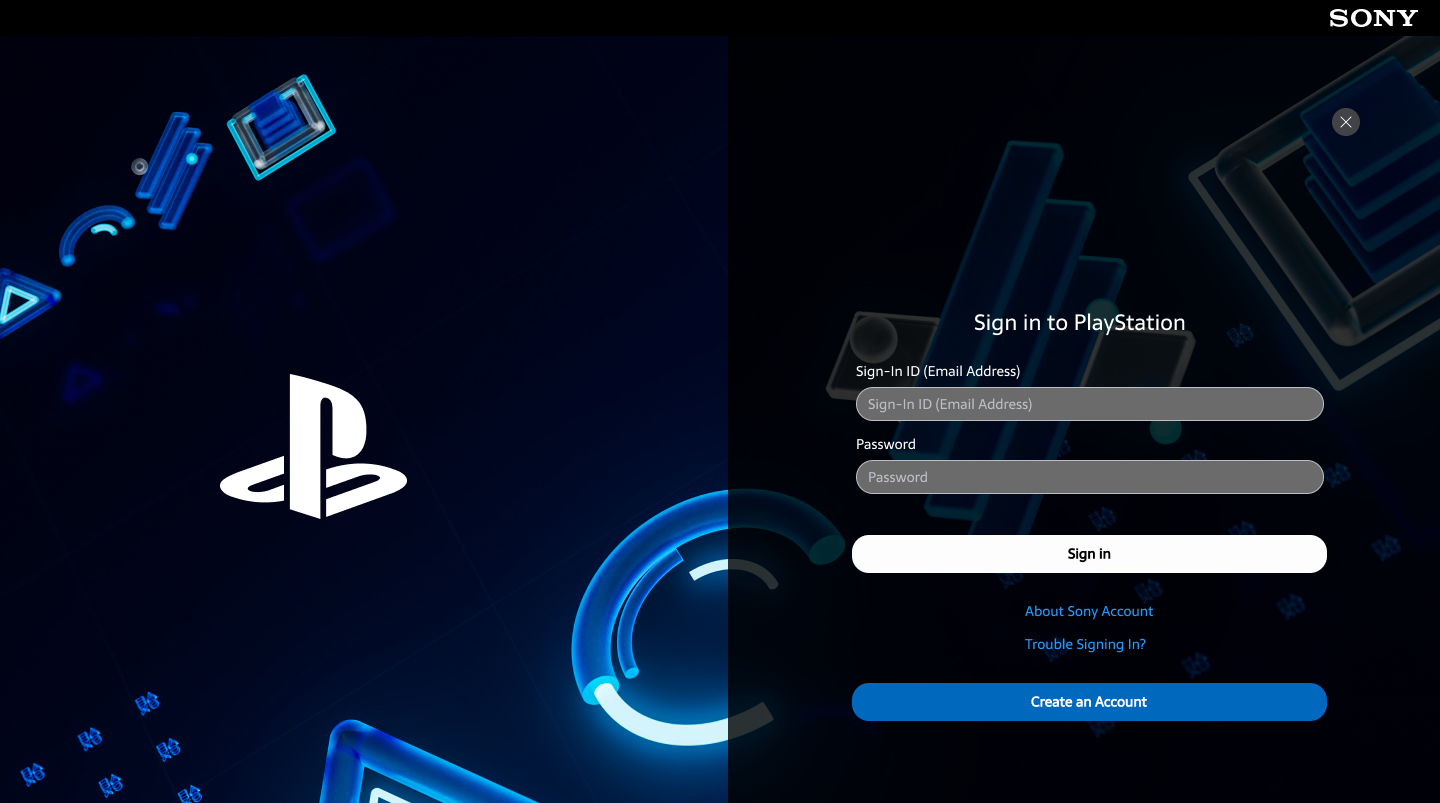 SONY
Sign in to PlayStation
Sign-In ID (Email Address)
Sign-In ID (Email Address)
Password
Password
Sign in
About Sony Account
Trouble Signing In?
Create an Account